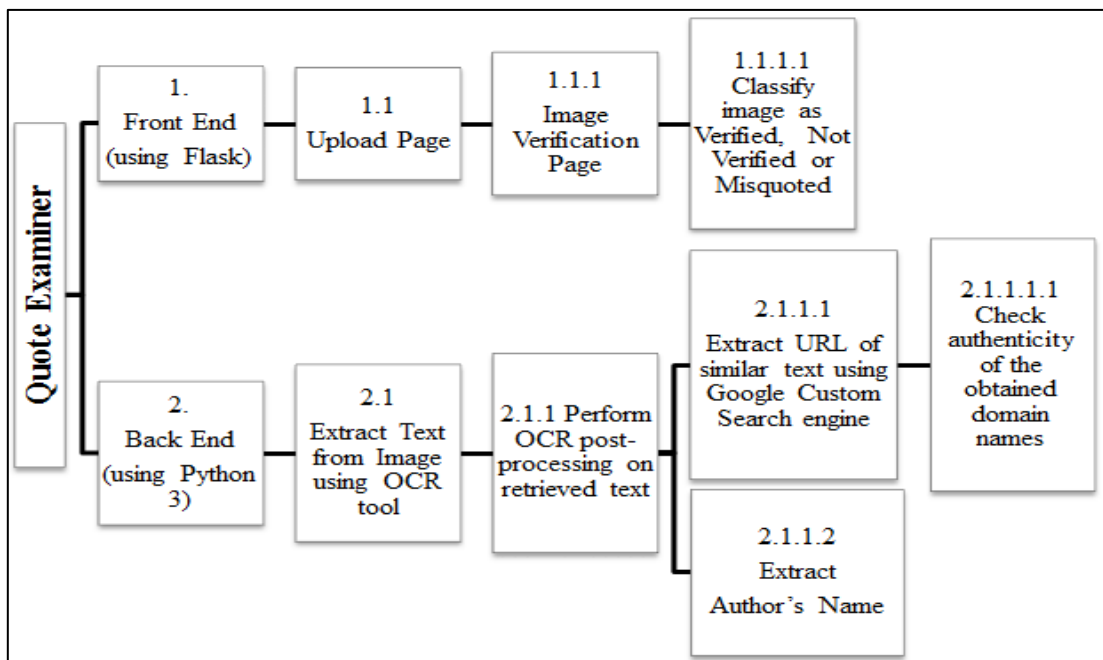 Quote Examiner
1.
Front End
(using Flask)
1.1
Upload Page
1.1.1
Image
Verification
Page
1.1.1.1
Classify
image as
Verified, Not
Verified or
Misquoted
2.
Back End
(using Python
3)
2.1
Extract Text
from Image
using OCR
tool
2.1.1 Perform
OCR post-
processing on
retrieved text
2.1.1.1
Extract URL of
similar text using
Google Custom
Search engine
2.1.1.1.1
Check
authenticity
of the
obtained
domain
names
2.1.1.2
Extract
Author’s Name